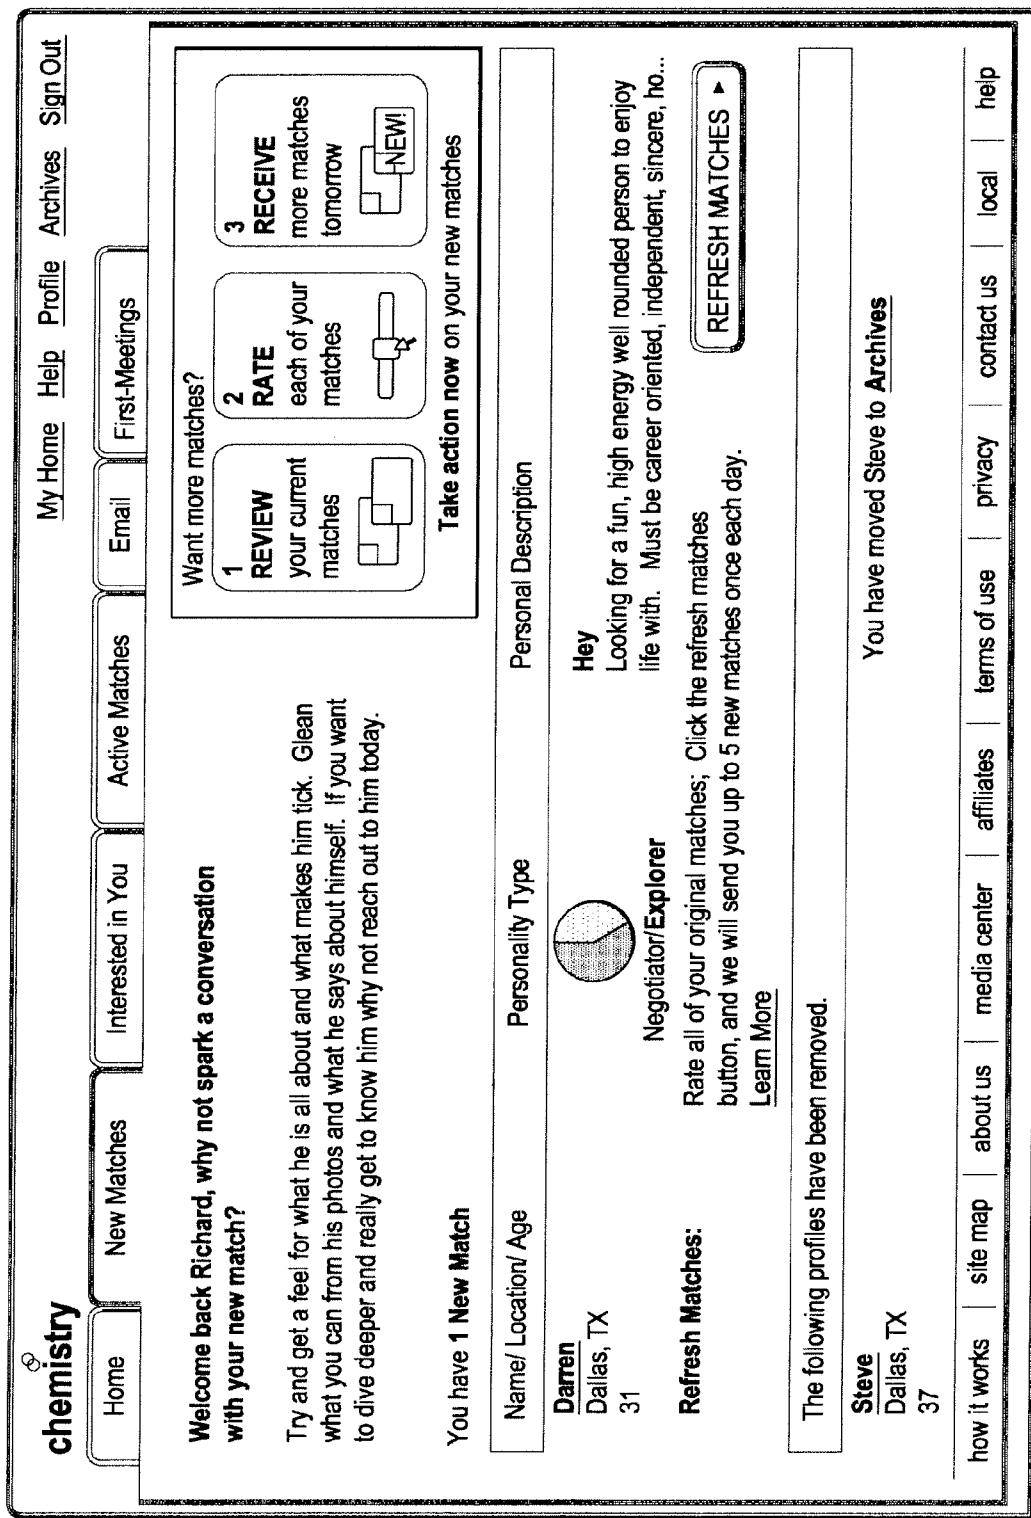 chemistry
My Home Help Profile Archives Sign Out
Home New Matches Interested in You Active Matches Email First-Meetings
Welcome back Richard, why not spark a conversation
with your new match?
Try and get a feel for what he is all about and what makes him tick. Glean
what you can from his photos and what he says about himself. If you want
to dive deeper and really get to know him why not reach out to him today.
Want more matches?
1
REVIEW
your current
matches
2
RATE
each of your
matches
3
RECEIVE
more matches
tomorrow
NEW!
Take action now on your new matches
You have 1 New Match
Name/ Location/ Age Personality Type Personal Description
Darren
Dallas, TX
31
Negotiator/Explorer
Hey
Looking for a fun, high energy well rounded person to enjoy
life with. Must be career oriented, independent, sincere, ho...
Refresh Matches:
Rate all of your original matches; Click the refresh matches
button, and we will send you up to 5 new matches once each day.
Learn More
REFRESH MATCHES ►
The following profiles have been removed.
Steve
Dallas, TX
37
You have moved Steve to Archives
how it works | site map | about us | media center | affiliates | terms of use | privacy | contact us | local | help